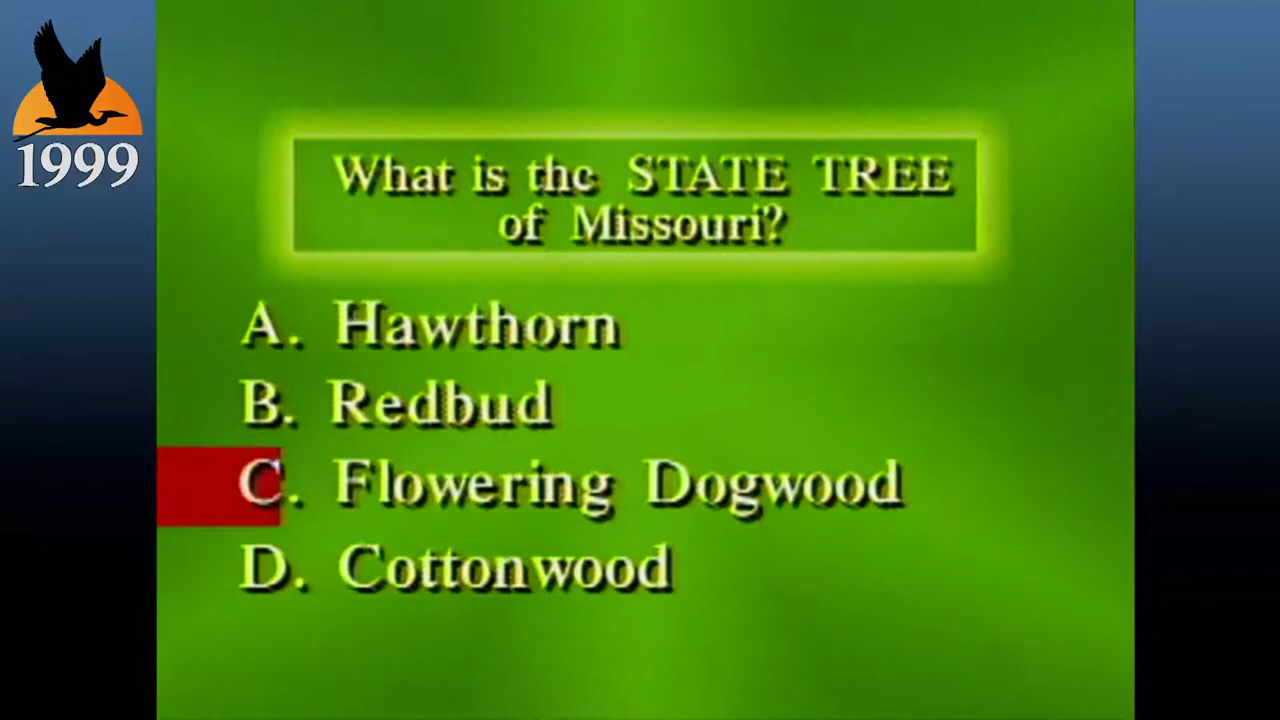 1999
What is the STATE TREE
of Missouri?
A. Hawthorn
B. Redbud
C. Flowering Dogwood
D. Cottonwood